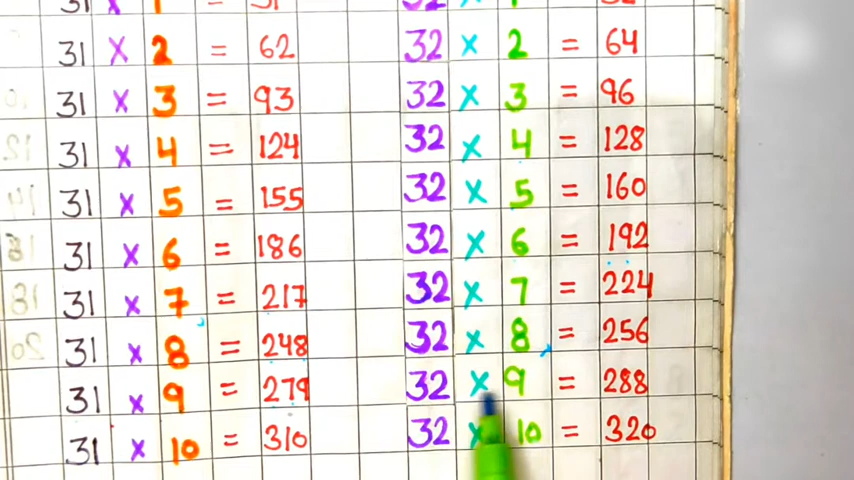 31 × 2 = 62 32 × 2 = 64
31 × 3 = 93 32 × 3 = 96
31 × 4 = 124 32 × 4 = 128
31 × 5 = 155 32 × 5 = 160
31 × 6 = 186 32 × 6 = 192
31 × 7 = 217 32 × 7 = 224
31 × 8 = 248 32 × 8 = 256
31 × 9 = 279 32 × 9 = 288
31 × 10 = 310 32 × 10 = 320